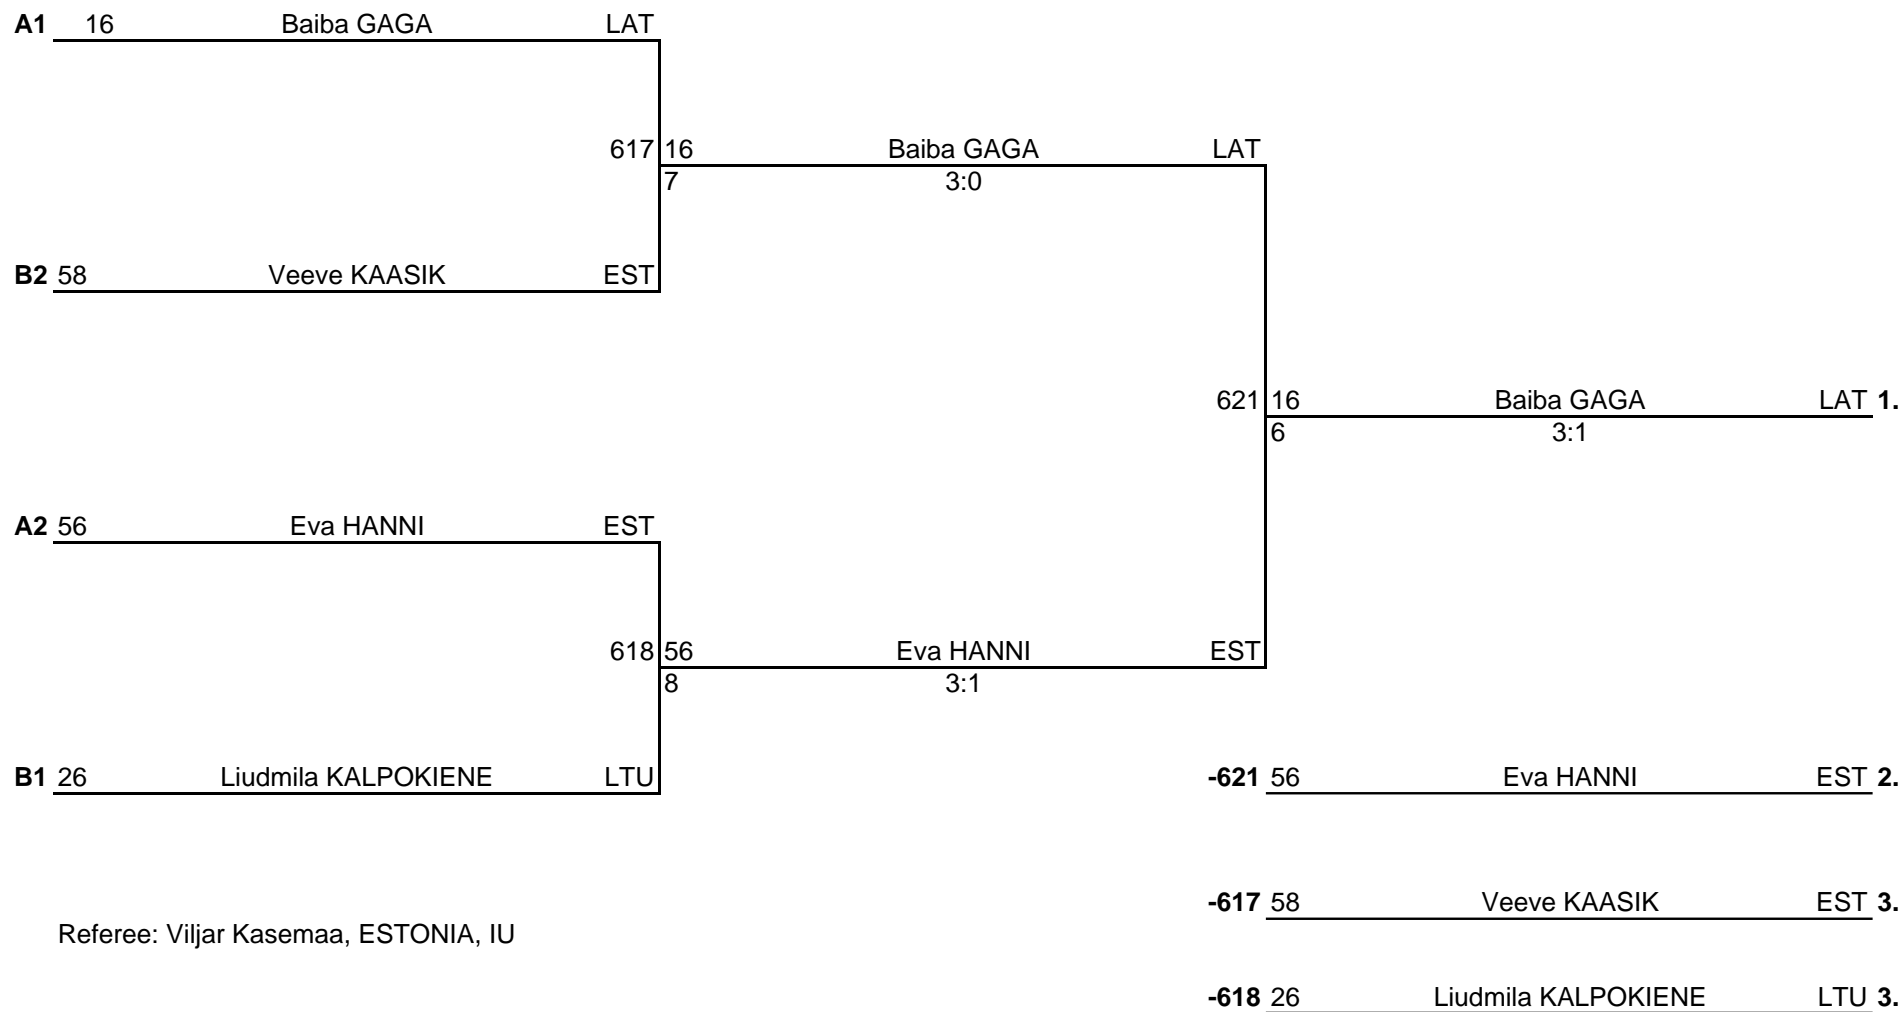 A1 16 Baiba GAGA LAT
617 16 Baiba GAGA LAT
7 3:0
B2 58 Veeve KAASIK EST
621 16 Baiba GAGA LAT 1.
6 3:1
A2 56 Eva HANNI EST
618 56 Eva HANNI EST
8 3:1
B1 26 Liudmila KALPOKIENE LTU
-621 56 Eva HANNI EST 2.
-617 58 Veeve KAASIK EST 3.
Referee: Viljar Kasemaa, ESTONIA, IU
-618 26 Liudmila KALPOKIENE LTU 3.